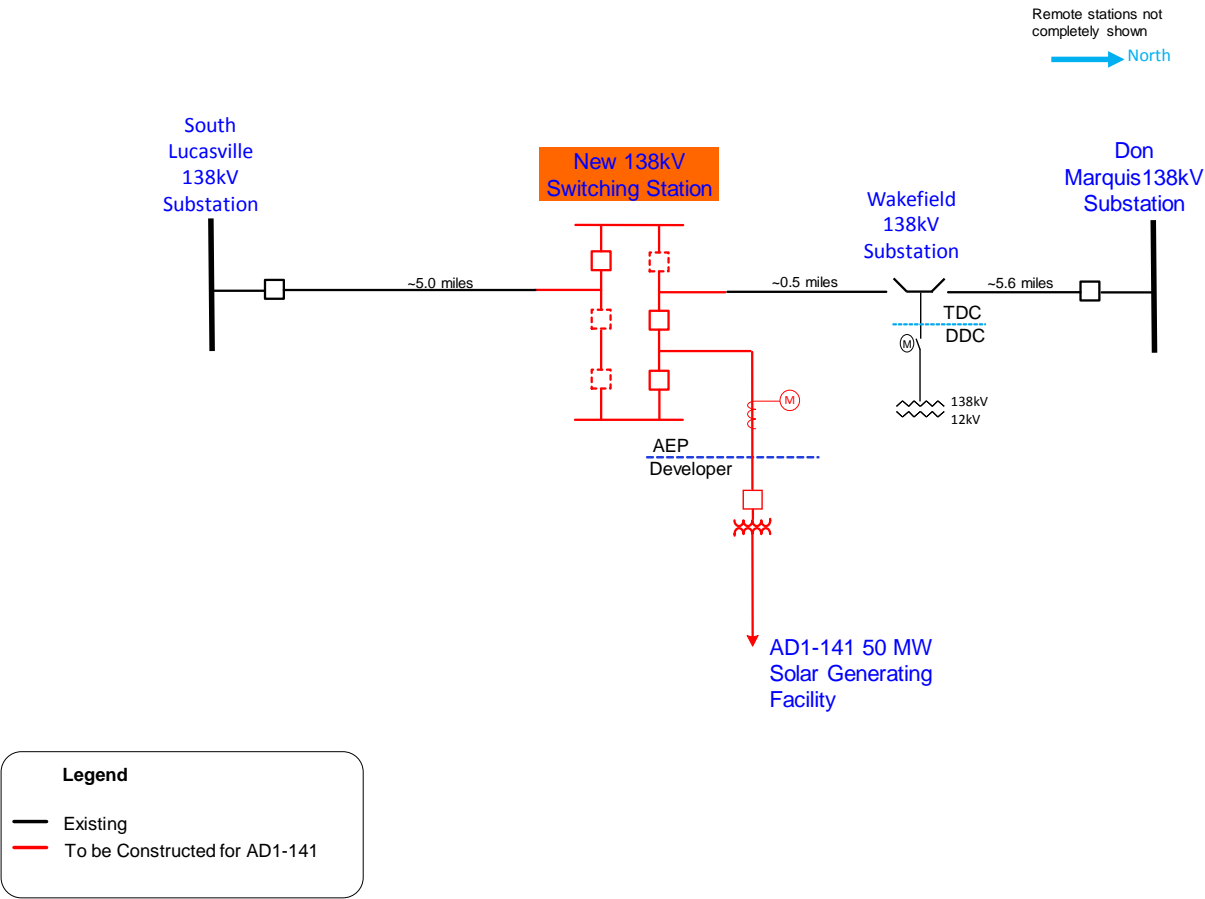 Remote stations not
completely shown
North
South
Lucasville
138kV
Substation
New 138kV
Switching Station
Wakefield
138kV
Substation
Don
Marquis138kV
Substation
~5.0 miles
~0.5 miles
~5.6 miles
TDC
DDC
M
138kV
12kV
M
AEP
Developer
AD1-141 50 MW
Solar Generating
Facility
Legend
Existing
To be Constructed for AD1-141